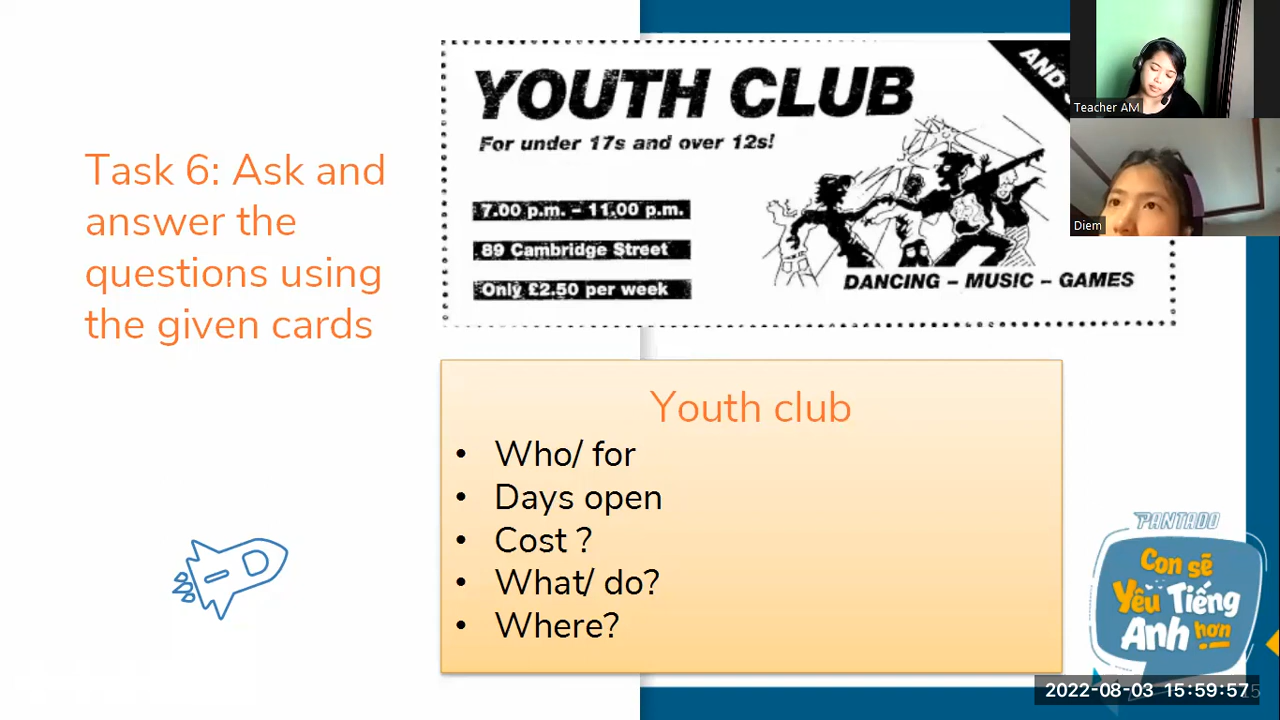 Task 6: Ask and
answer the
questions using
the given cards
YOUTH CLUB
For under 17s and over 12s!
7.00 p.m. – 11.00 p.m.
89 Cambridge Street
Only £2.50 per week
AND
DANCING – MUSIC – GAMES
Youth club
• Who/ for
• Days open
• Cost ?
• What/ do?
• Where?
Teacher AM
Diem
PANTADO
Con sẽ
Yêu Tiếng
Anh hơn
2022-08-03 15:59:57